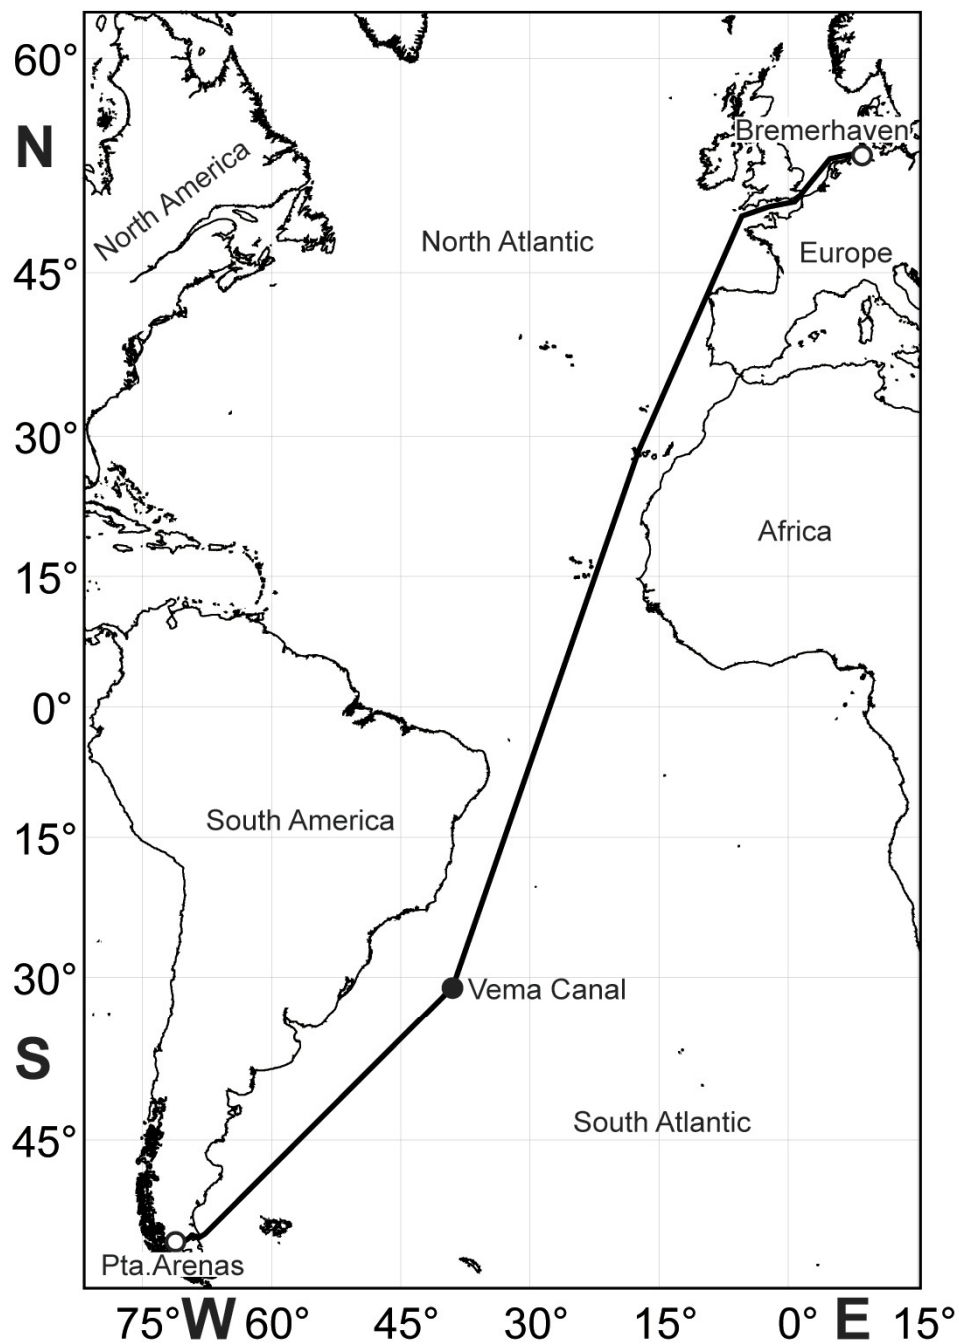 60°
N
Bremerhaven
North America
North Atlantic
Europe
45°
30°
Africa
15°
0°
South America
15°
30°
Vema Canal
S
South Atlantic
45°
Pta.Arenas
75° W 60° 45° 30° 15° 0° E 15°